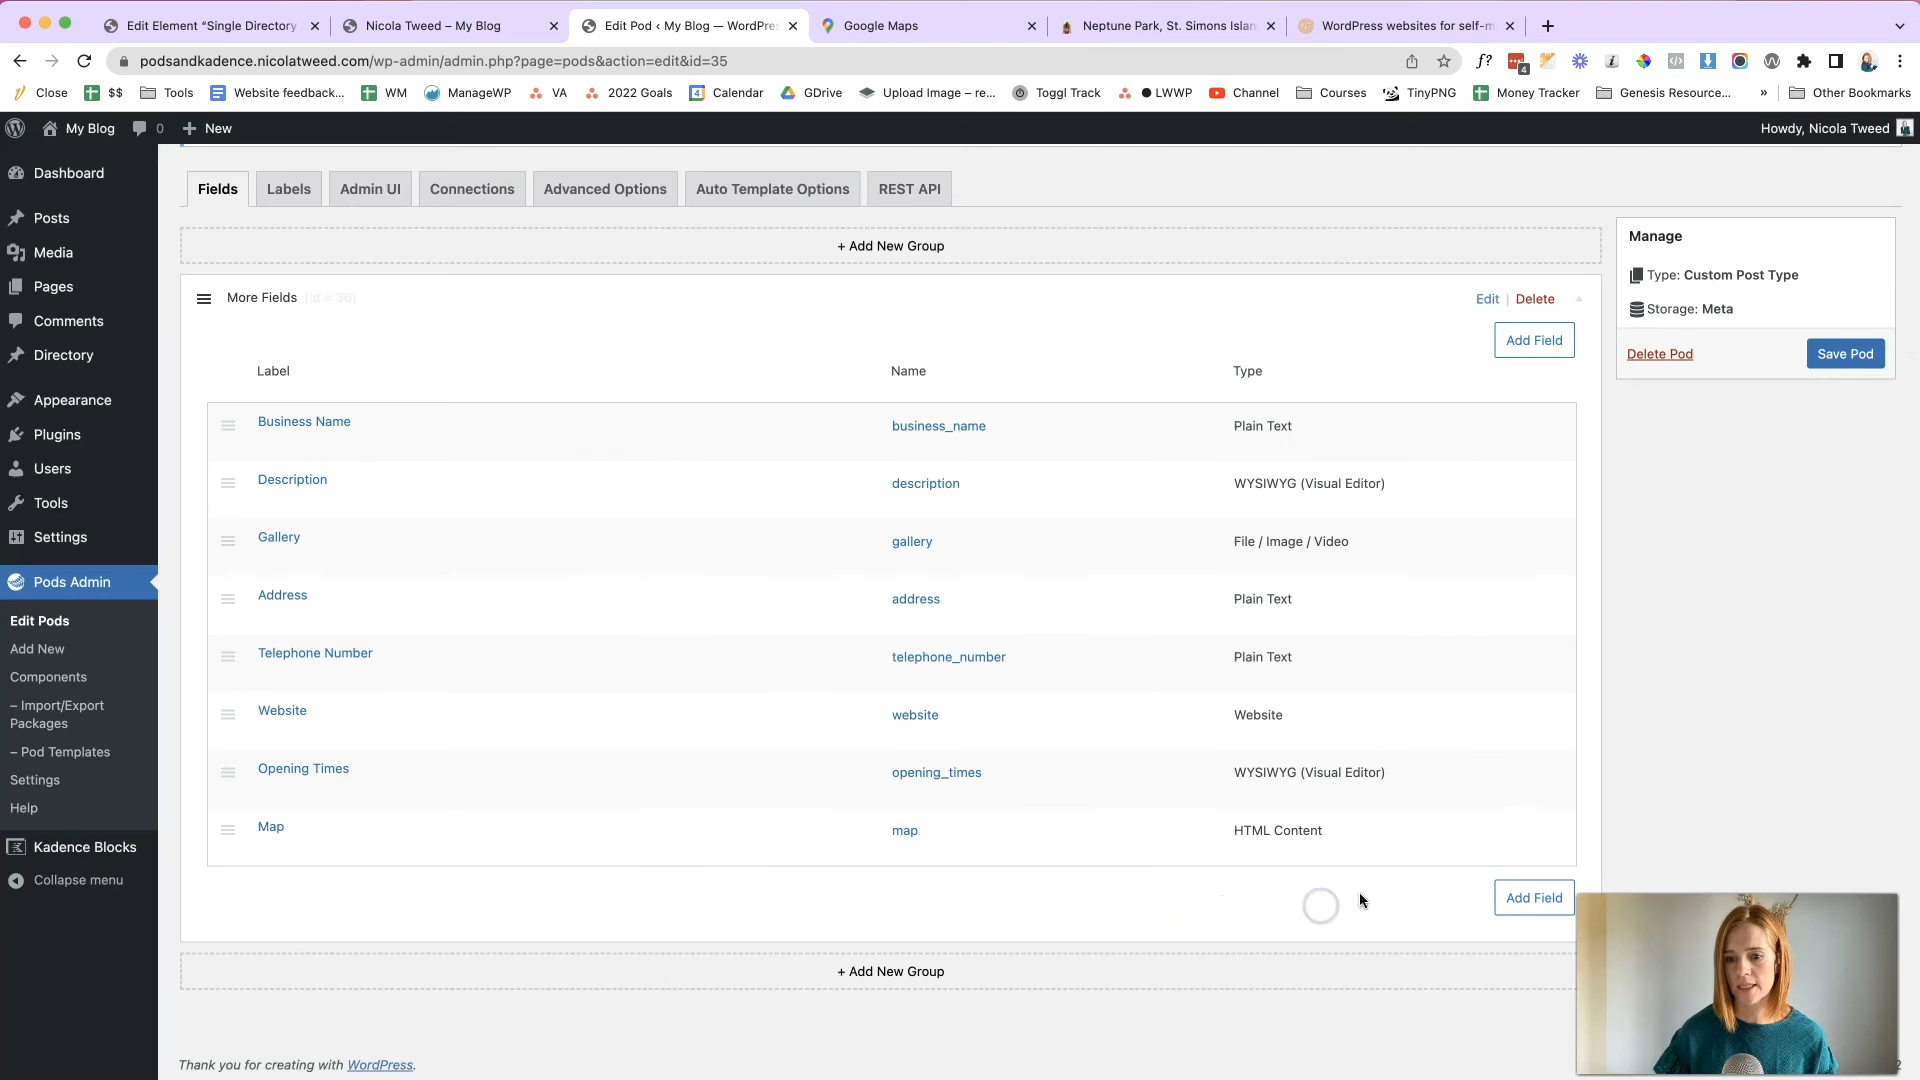 Edit Element “Single Directory
Nicola Tweed – My Blog
Edit Pod ‹ My Blog — WordPres
Google Maps
Neptune Park, St. Simons Islan
WordPress websites for self-m
podsandkadence.nicolatweed.com/wp-admin/admin.php?page=pods&action=edit&id=35
f?
4
Close
$$
Tools
Website feedback...
WM
ManageWP
VA
2022 Goals
Calendar
GDrive
Upload Image – re...
Toggl Track
LWWP
Channel
Courses
TinyPNG
Money Tracker
Genesis Resource...
»
Other Bookmarks
My Blog
0
New
Howdy, Nicola Tweed
Dashboard
Posts
Media
Pages
Comments
Directory
Appearance
Plugins
Users
Tools
Settings
Pods Admin
Edit Pods
Add New
Components
– Import/Export
Packages
– Pod Templates
Settings
Help
Kadence Blocks
Collapse menu
Fields
Labels
Admin UI
Connections
Advanced Options
Auto Template Options
REST API
+ Add New Group
More Fields [id = 36]
Edit | Delete
Add Field
Label Name Type
Business Name business_name Plain Text
Description description WYSIWYG (Visual Editor)
Gallery gallery File / Image / Video
Address address Plain Text
Telephone Number telephone_number Plain Text
Website website Website
Opening Times opening_times WYSIWYG (Visual Editor)
Map map HTML Content
Add Field
+ Add New Group
Manage
Type: Custom Post Type
Storage: Meta
Delete Pod
Save Pod
Thank you for creating with WordPress.